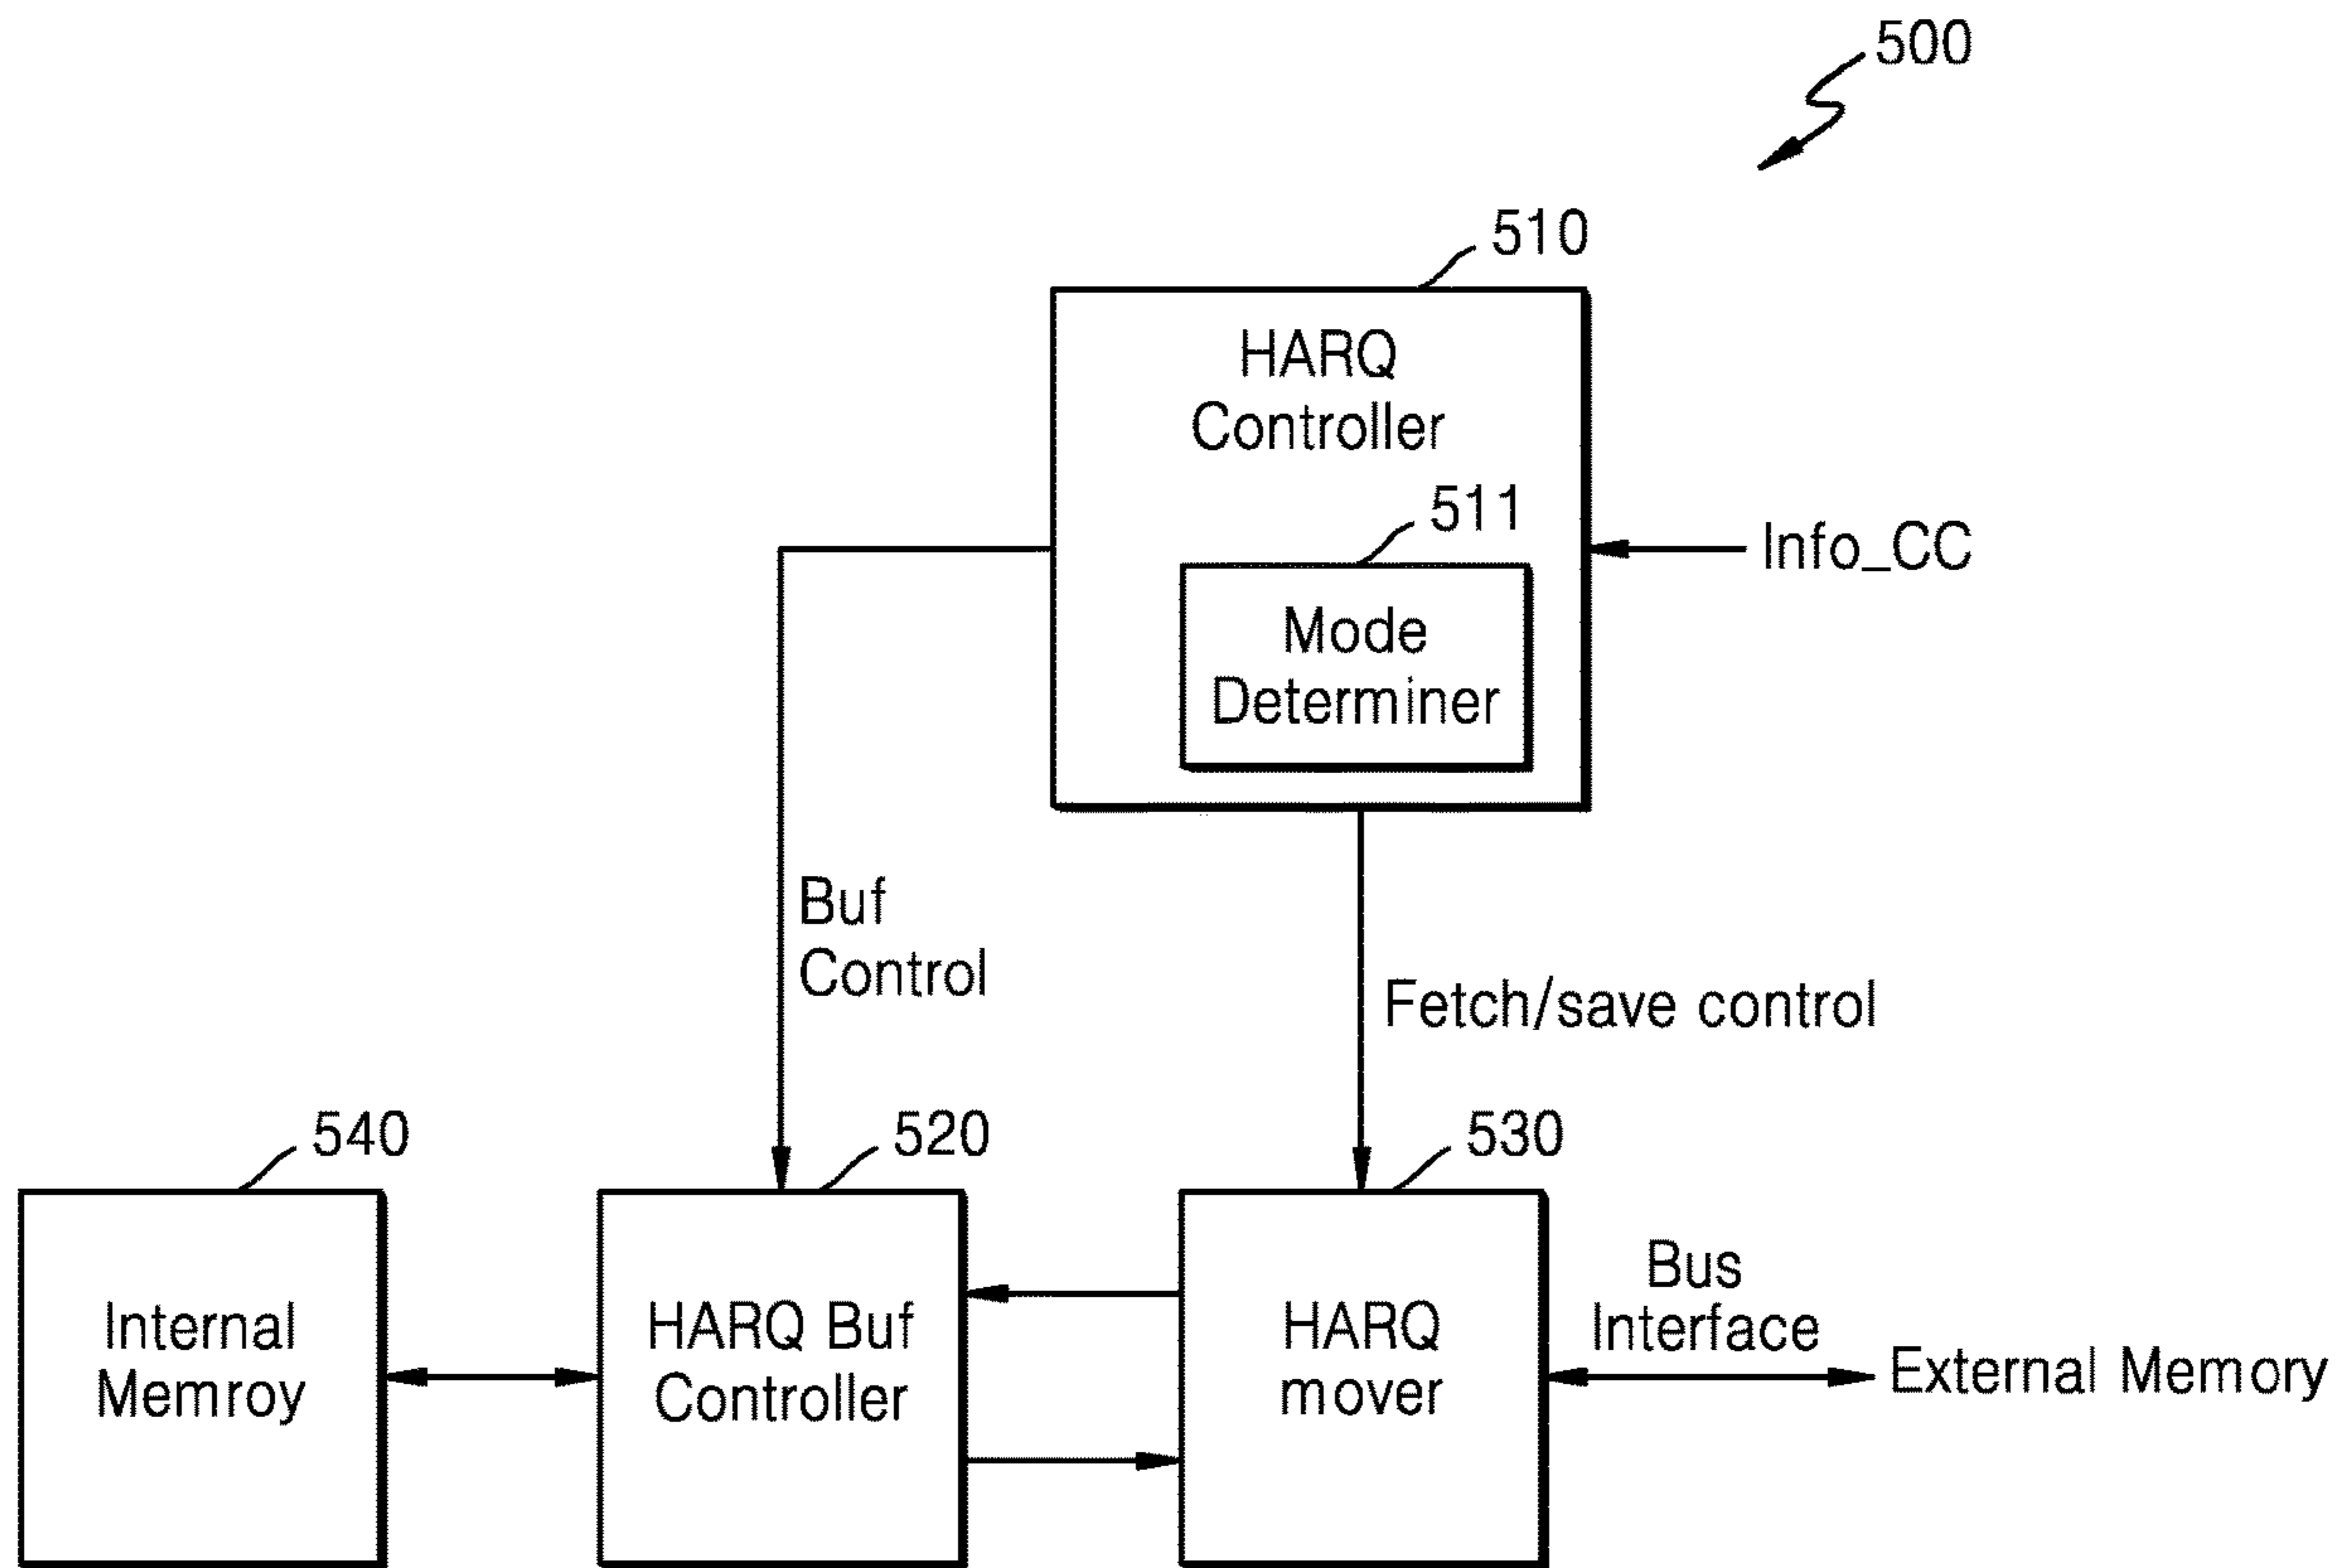 500
510
HARQ
Controller
511
Info_CC
Mode
Determiner
Buf
Control
Fetch/save control
540
520
530
Internal
Memroy
HARQ Buf
Controller
HARQ
mover
Bus
Interface
External Memory